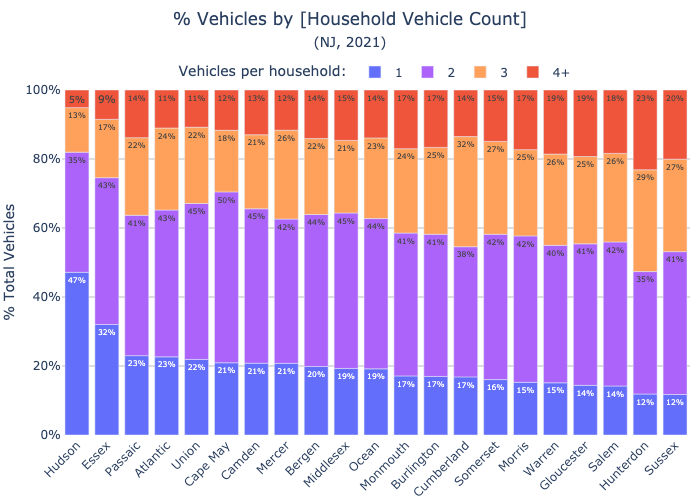 % Vehicles by [Household Vehicle Count]
(NJ, 2021)
Vehicles per household: 1 2 3 4+
% Total Vehicles
100%
80%
60%
40%
20%
0%
5% 9% 14% 11% 11% 12% 13% 12% 14% 15% 14% 17% 17% 14% 15% 17% 19% 19% 18% 23% 20%
13% 17% 22% 24% 22% 18% 21% 26% 22% 21% 23% 24% 25% 32% 27% 25% 26% 25% 26% 29% 27%
35% 43% 41% 43% 45% 50% 45% 42% 44% 45% 44% 41% 41% 38% 42% 42% 40% 41% 42% 35% 41%
47% 32% 23% 23% 22% 21% 21% 21% 20% 19% 19% 17% 17% 17% 16% 15% 15% 14% 14% 12% 12%
Hudson Essex Passaic Atlantic Union Cape May Camden Mercer Bergen Middlesex Ocean Monmouth Burlington Cumberland Somerset Morris Warren Gloucester Salem Hunterdon Sussex